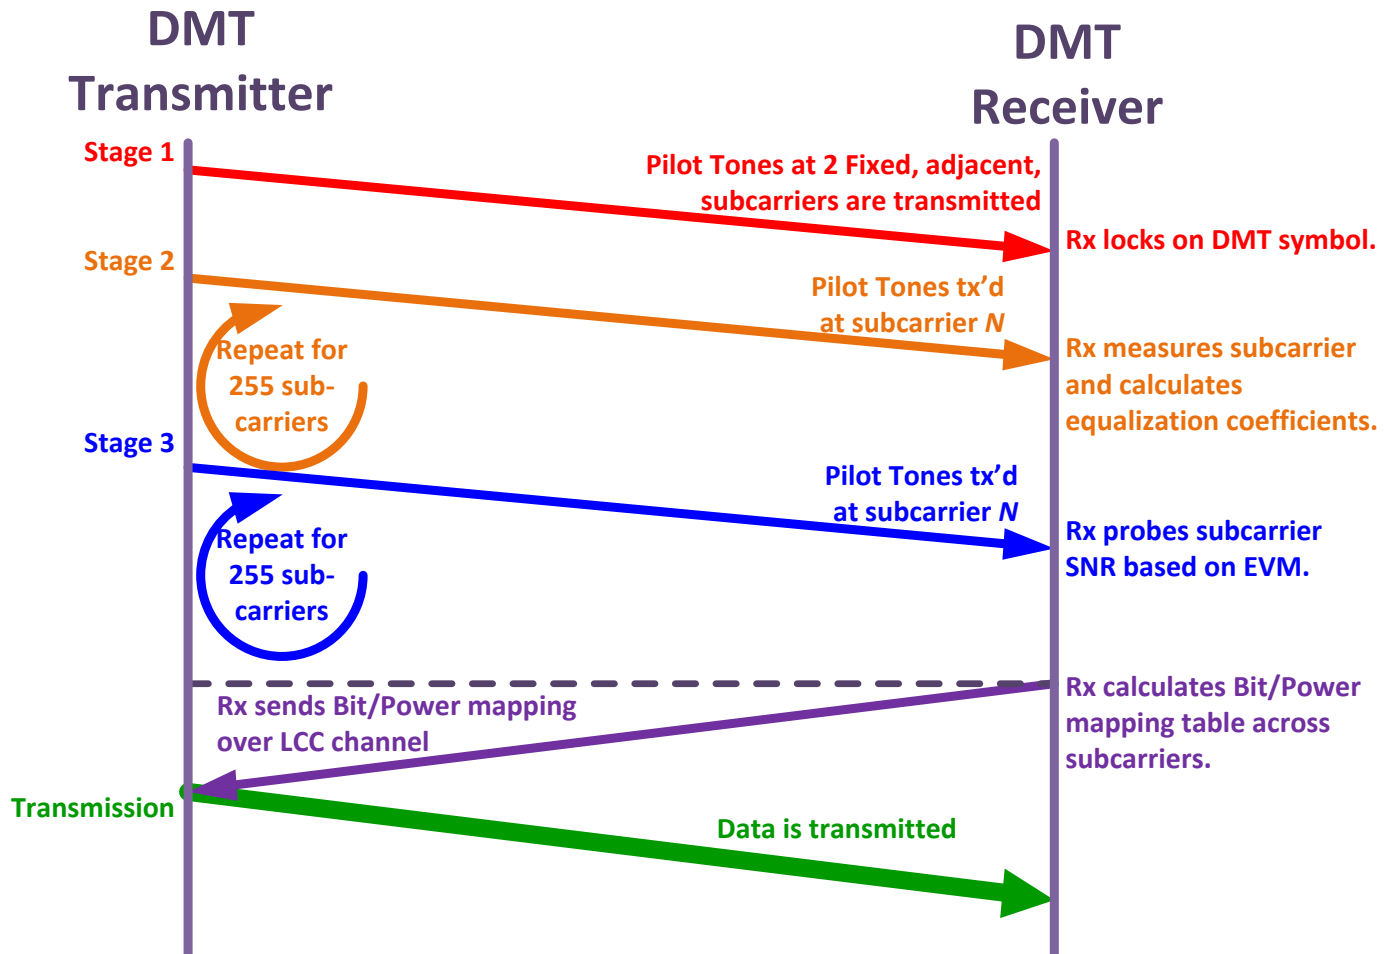 DMT
Transmitter
DMT
Receiver
Stage 1
Pilot Tones at 2 Fixed, adjacent,
subcarriers are transmitted
Rx locks on DMT symbol.
Stage 2
Pilot Tones tx’d
at subcarrier N
Repeat for
255 sub-
carriers
Rx measures subcarrier
and calculates
equalization coefficients.
Stage 3
Pilot Tones tx’d
at subcarrier N
Repeat for
255 sub-
carriers
Rx probes subcarrier
SNR based on EVM.
Rx sends Bit/Power mapping
over LCC channel
Rx calculates Bit/Power
mapping table across
subcarriers.
Transmission
Data is transmitted